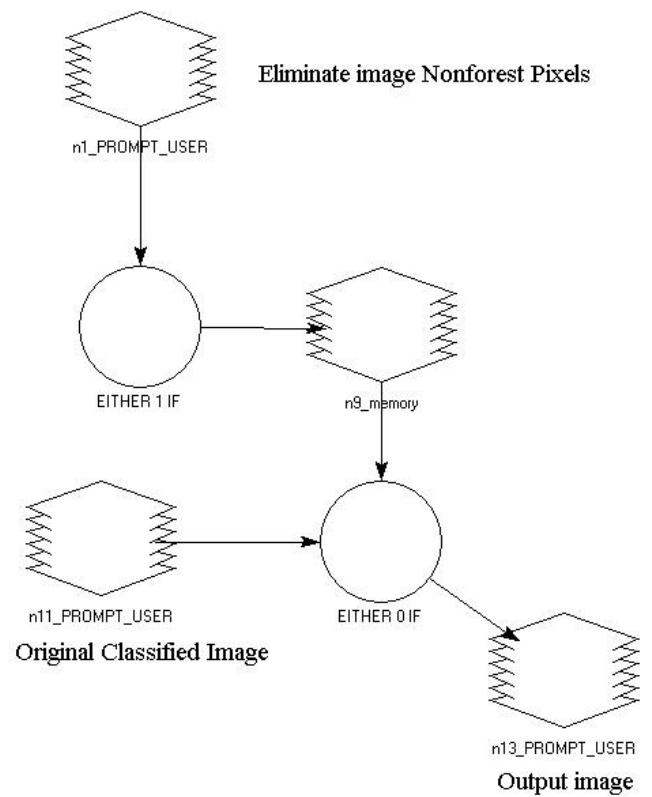 Eliminate image Nonforest Pixels
n1_PROMPT_USER
EITHER 1 IF
n9_memory
n11_PROMPT_USER
EITHER 0 IF
Original Classified Image
n13_PROMPT_USER
Output image